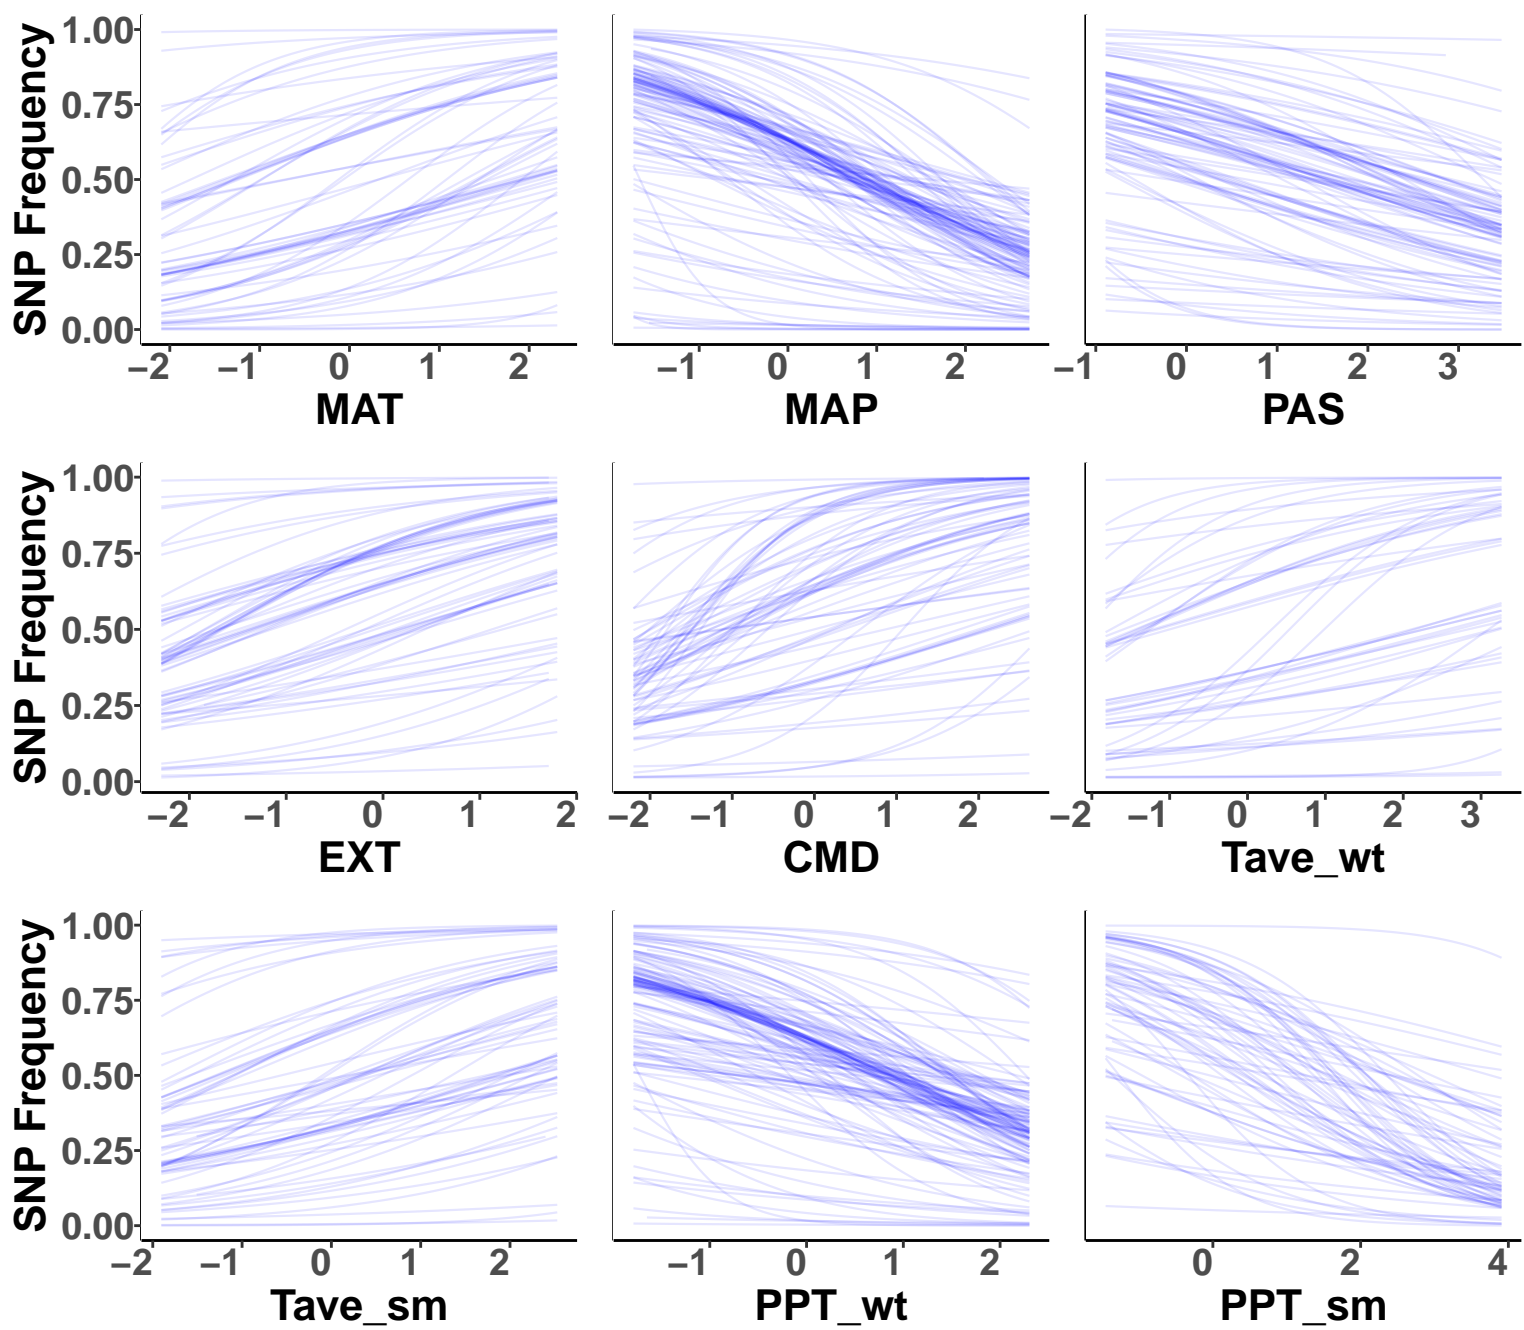 SNP Frequency
1.00
0.75
0.50
0.25
0.00
−2 −1 0 1 2
MAT
−1 0 1 2
MAP
−1 0 1 2 3
PAS
SNP Frequency
1.00
0.75
0.50
0.25
0.00
−2 −1 0 1 2
EXT
−2 −1 0 1 2
CMD
−2 −1 0 1 2 3
Tave_wt
SNP Frequency
1.00
0.75
0.50
0.25
0.00
−2 −1 0 1 2
Tave_sm
−1 0 1 2
PPT_wt
0 2 4
PPT_sm